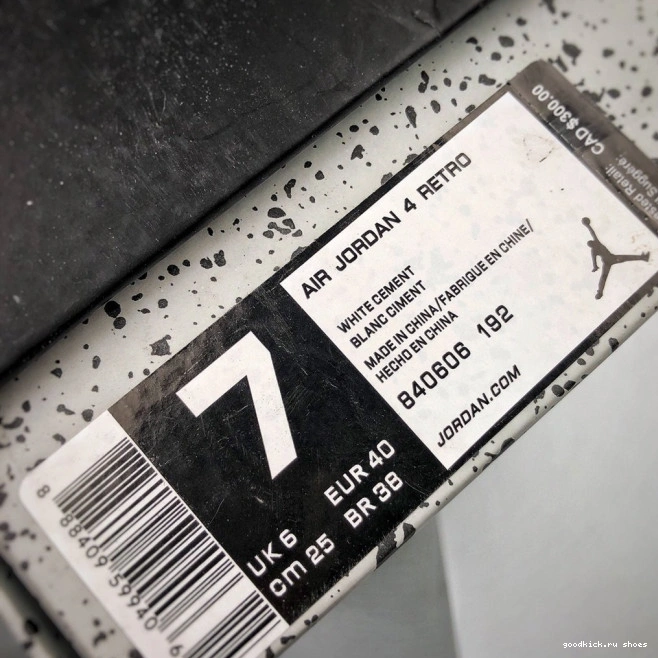 CAD $300.00
AIR JORDAN 4 RETRO
WHITE CEMENT
BLANC CIMENT
MADE IN CHINA/FABRIQUE EN CHINE/
HECHO EN CHINA
840606 192
JORDAN.COM
7
UK 6 EUR 40
CM 25 BR 38
8 88409 59940 6
goodkick.ru shoes